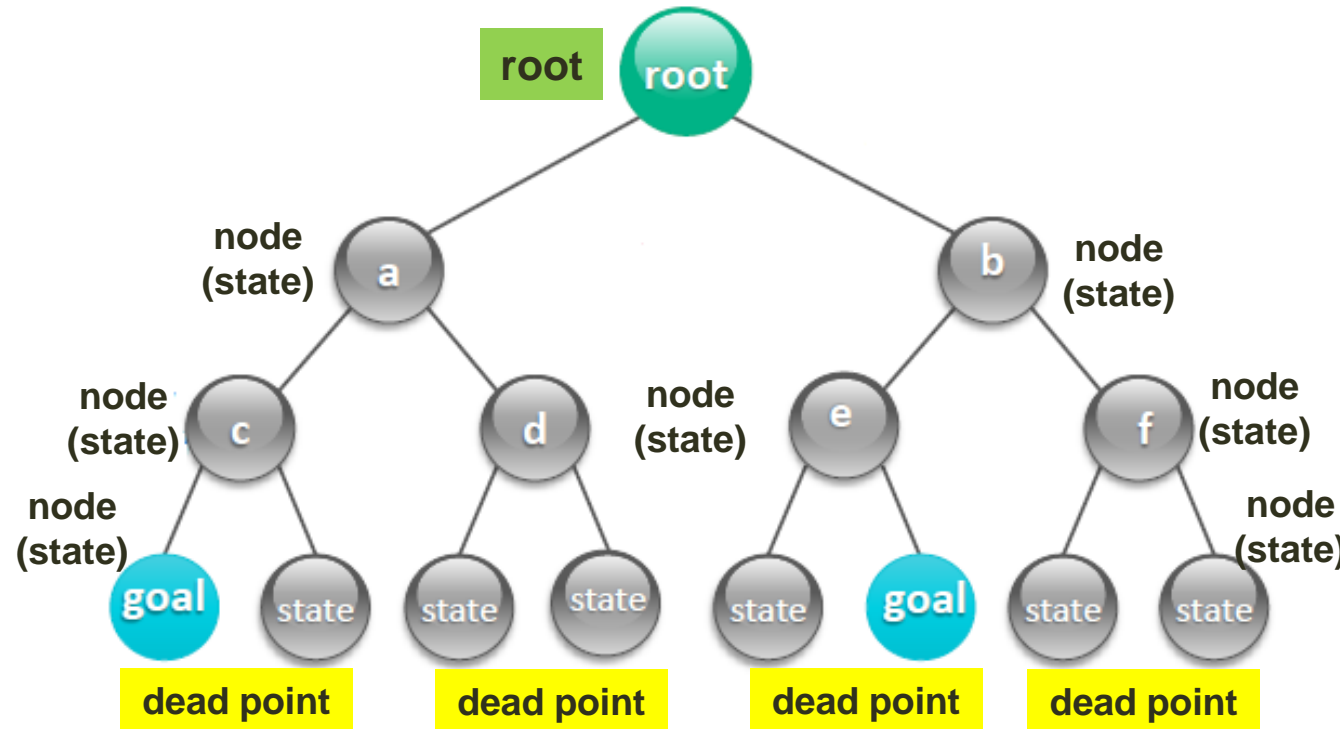 root
root
node
(state)
a
b
node
(state)
node
(state)
c
d
node
(state)
e
f
node
(state)
node
(state)
goal
state
state
state
state
goal
state
state
node
(state)
dead point
dead point
dead point
dead point